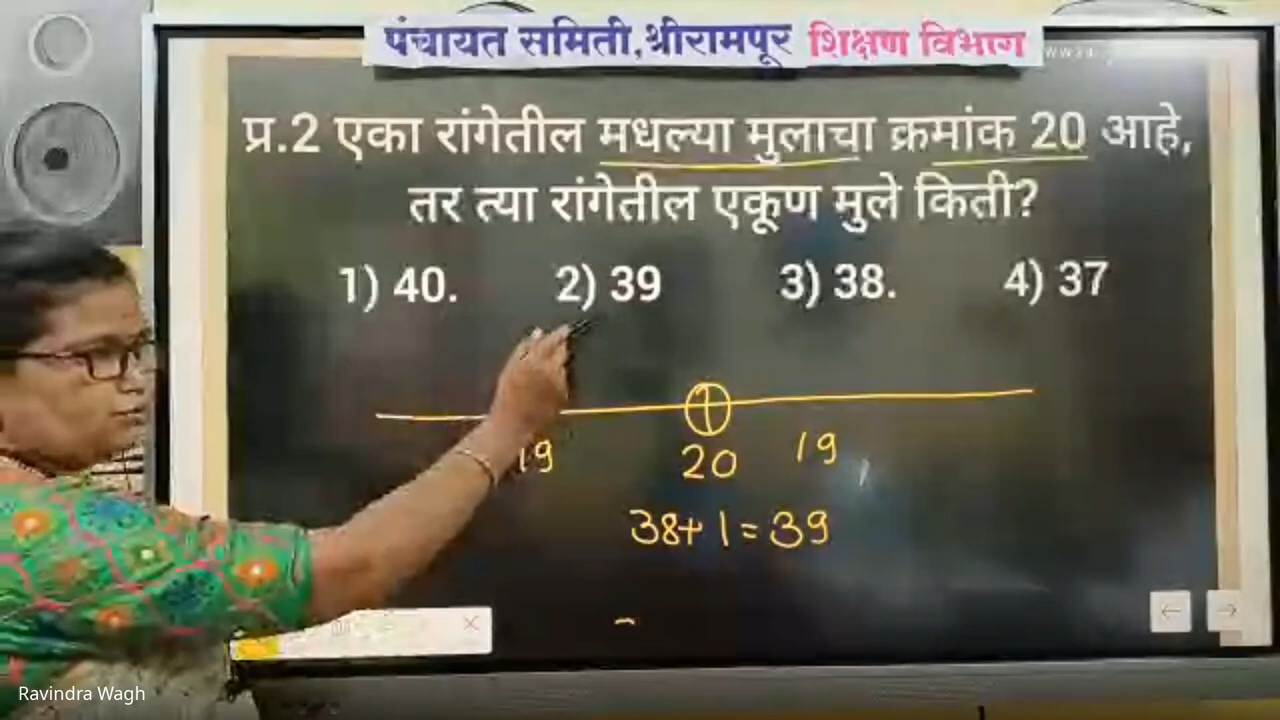 पंचायत समिती,श्रीरामपूर शिक्षण विभाग
प्र.2 एका रांगेतील मधल्या मुलाचा क्रमांक 20 आहे,
तर त्या रांगेतील एकूण मुले किती?
1) 40. 2) 39 3) 38. 4) 37
19 20 19
38+1=39
Ravindra Wagh